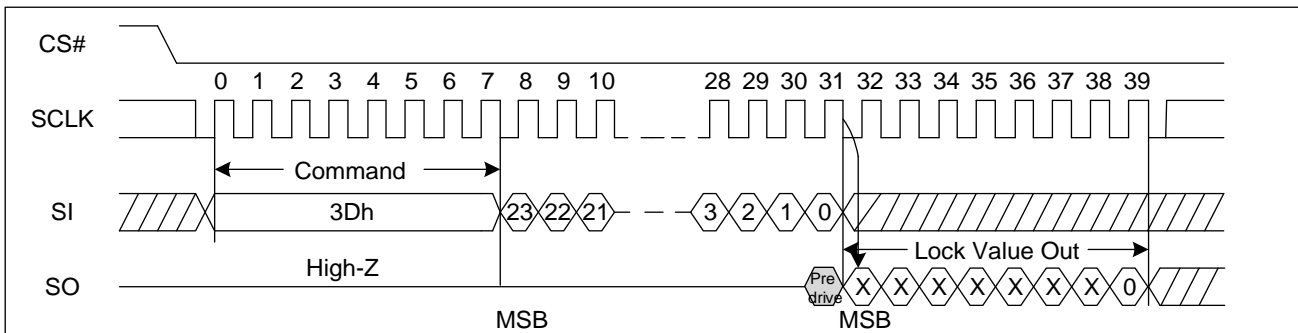 CS#
0 1 2 3 4 5 6 7 8 9 10 28 29 30 31 32 33 34 35 36 37 38 39
SCLK
Command
SI 3Dh 23 22 21 3 2 1 0
Lock Value Out
High-Z
SO Pre drive X X X X X X X 0
MSB MSB